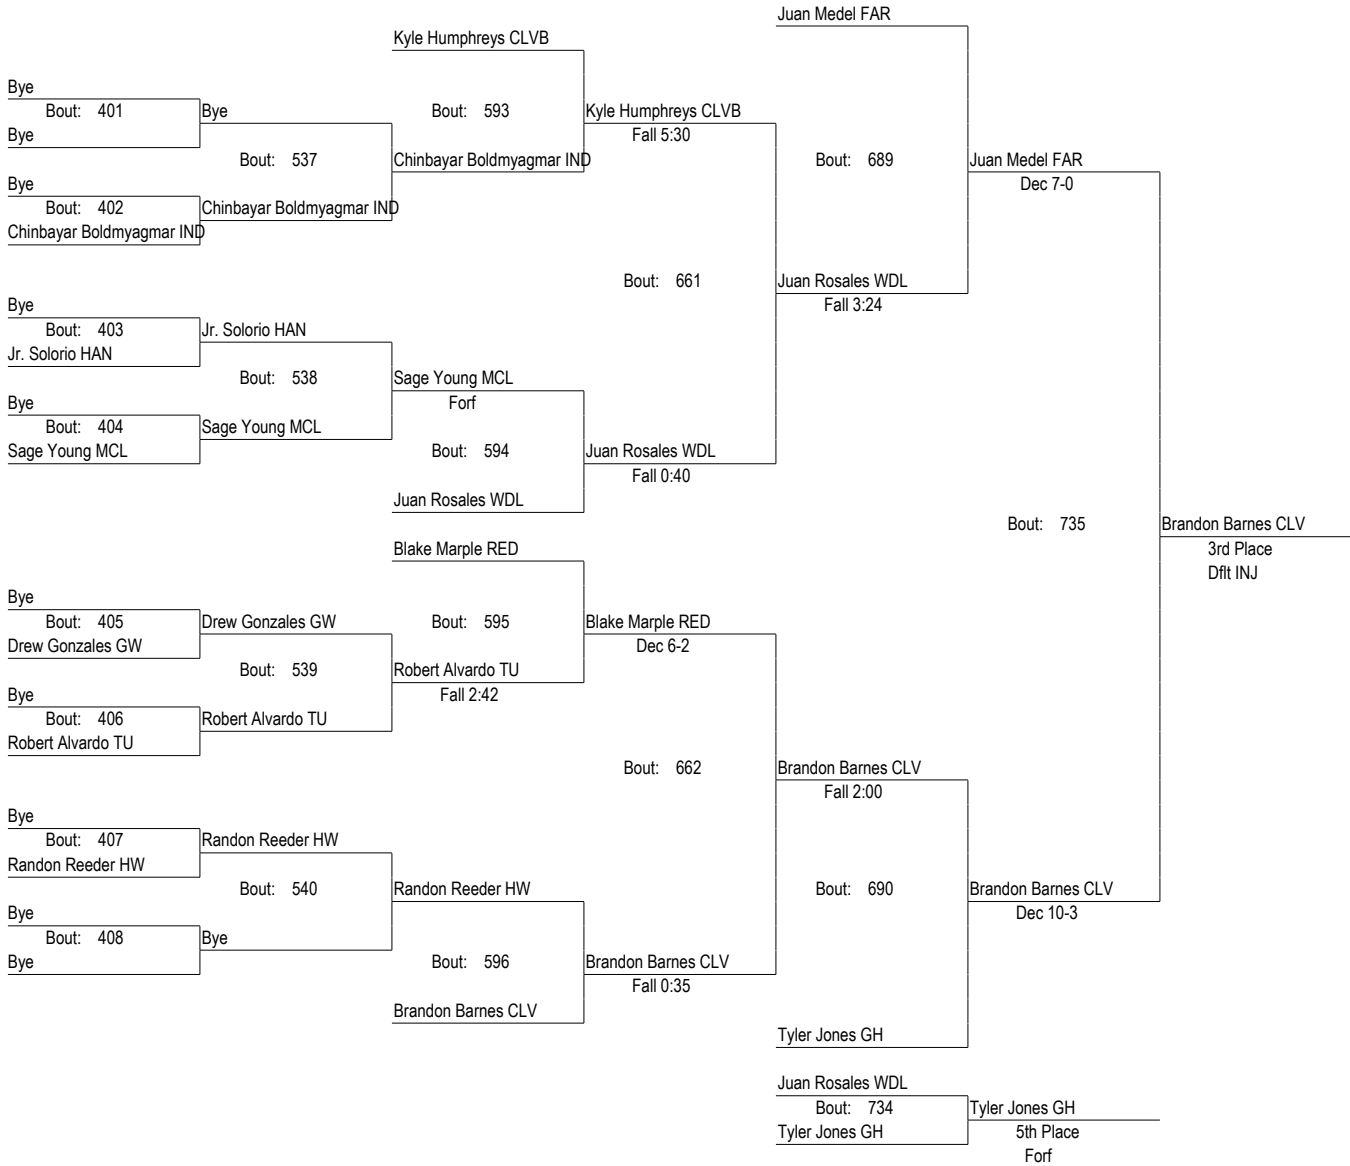 Juan Medel FAR
Kyle Humphreys CLVB
Bye
Bout: 401
Bye
Bout: 593
Kyle Humphreys CLVB
Bye
Fall 5:30
Bout: 537
Chinbayar Boldmyagmar IND
Bout: 689
Juan Medel FAR
Bye
Dec 7-0
Bout: 402
Chinbayar Boldmyagmar IND
Chinbayar Boldmyagmar IND
Bout: 661
Juan Rosales WDL
Bye
Fall 3:24
Bout: 403
Jr. Solorio HAN
Jr. Solorio HAN
Bout: 538
Sage Young MCL
Bye
Forf
Bout: 404
Sage Young MCL
Sage Young MCL
Bout: 594
Juan Rosales WDL
Fall 0:40
Juan Rosales WDL
Bout: 735
Brandon Barnes CLV
Blake Marple RED
3rd Place
Dflt INJ
Bye
Bout: 405
Drew Gonzales GW
Bout: 595
Blake Marple RED
Drew Gonzales GW
Dec 6-2
Bout: 539
Robert Alvardo TU
Bye
Fall 2:42
Bout: 406
Robert Alvardo TU
Robert Alvardo TU
Bout: 662
Brandon Barnes CLV
Fall 2:00
Bye
Bout: 407
Randon Reeder HW
Randon Reeder HW
Bout: 540
Randon Reeder HW
Bout: 690
Brandon Barnes CLV
Bye
Dec 10-3
Bout: 408
Bye
Bye
Bout: 596
Brandon Barnes CLV
Fall 0:35
Brandon Barnes CLV
Tyler Jones GH
Juan Rosales WDL
Bout: 734
Tyler Jones GH
Tyler Jones GH
5th Place
Forf